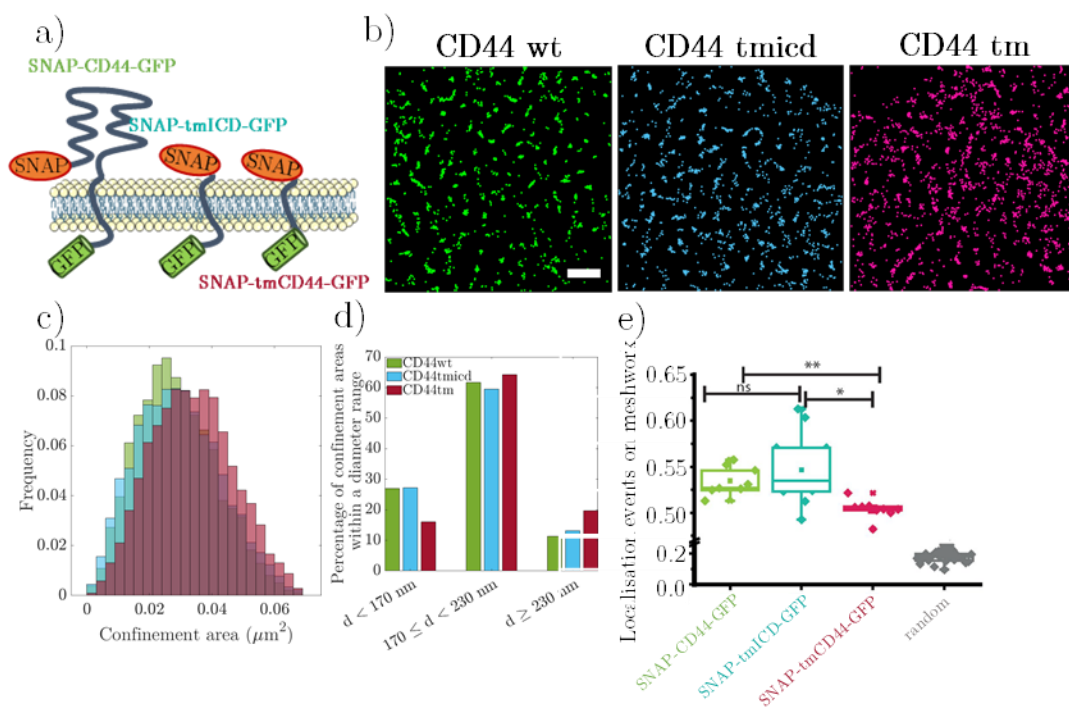 a)
SNAP-CD44-GFP
SNAP-tmICD-GFP
SNAP
SNAP
SNAP
GFP
GFP
GFP
SNAP-tmCD44-GFP
b)
CD44 wt
CD44 tmicd
CD44 tm
c)
0.1
0.08
0.06
0.04
0.02
0
Frequency
0
0.02
0.04
0.06
Confinement area (μm²)
d)
Percentage of confinement areas
within a diameter range
70
60
50
40
30
20
10
0
CD44wt
CD44tmicd
CD44tm
d < 170 nm
170 ≤ d < 230 nm
d ≥ 230 nm
e)
Localisation events on meshwork
0.65
0.60
0.55
0.50
0.2
0.0
ns
**
*
SNAP-CD44-GFP
SNAP-tmICD-GFP
SNAP-tmCD44-GFP
random